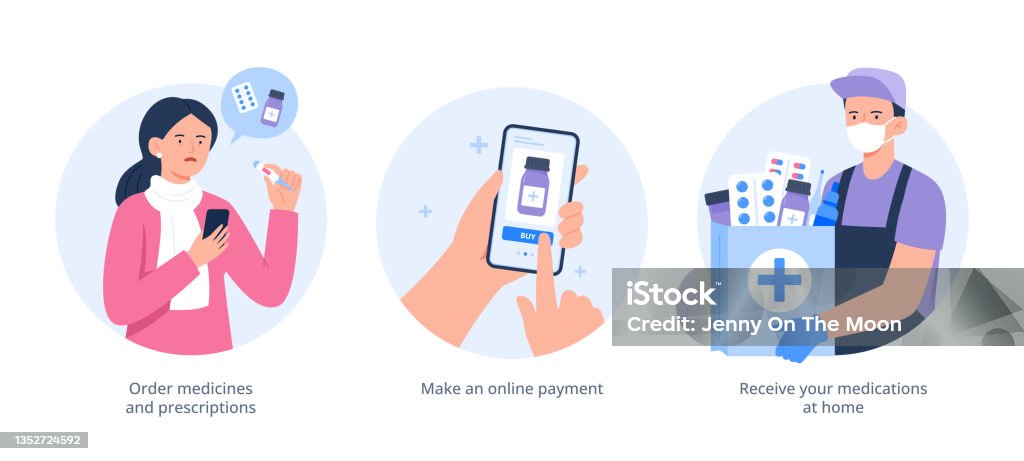 BUY
iStock™
Credit: Jenny On The Moon
Order medicines
and prescriptions
Make an online payment
Receive your medications
at home
1352724592